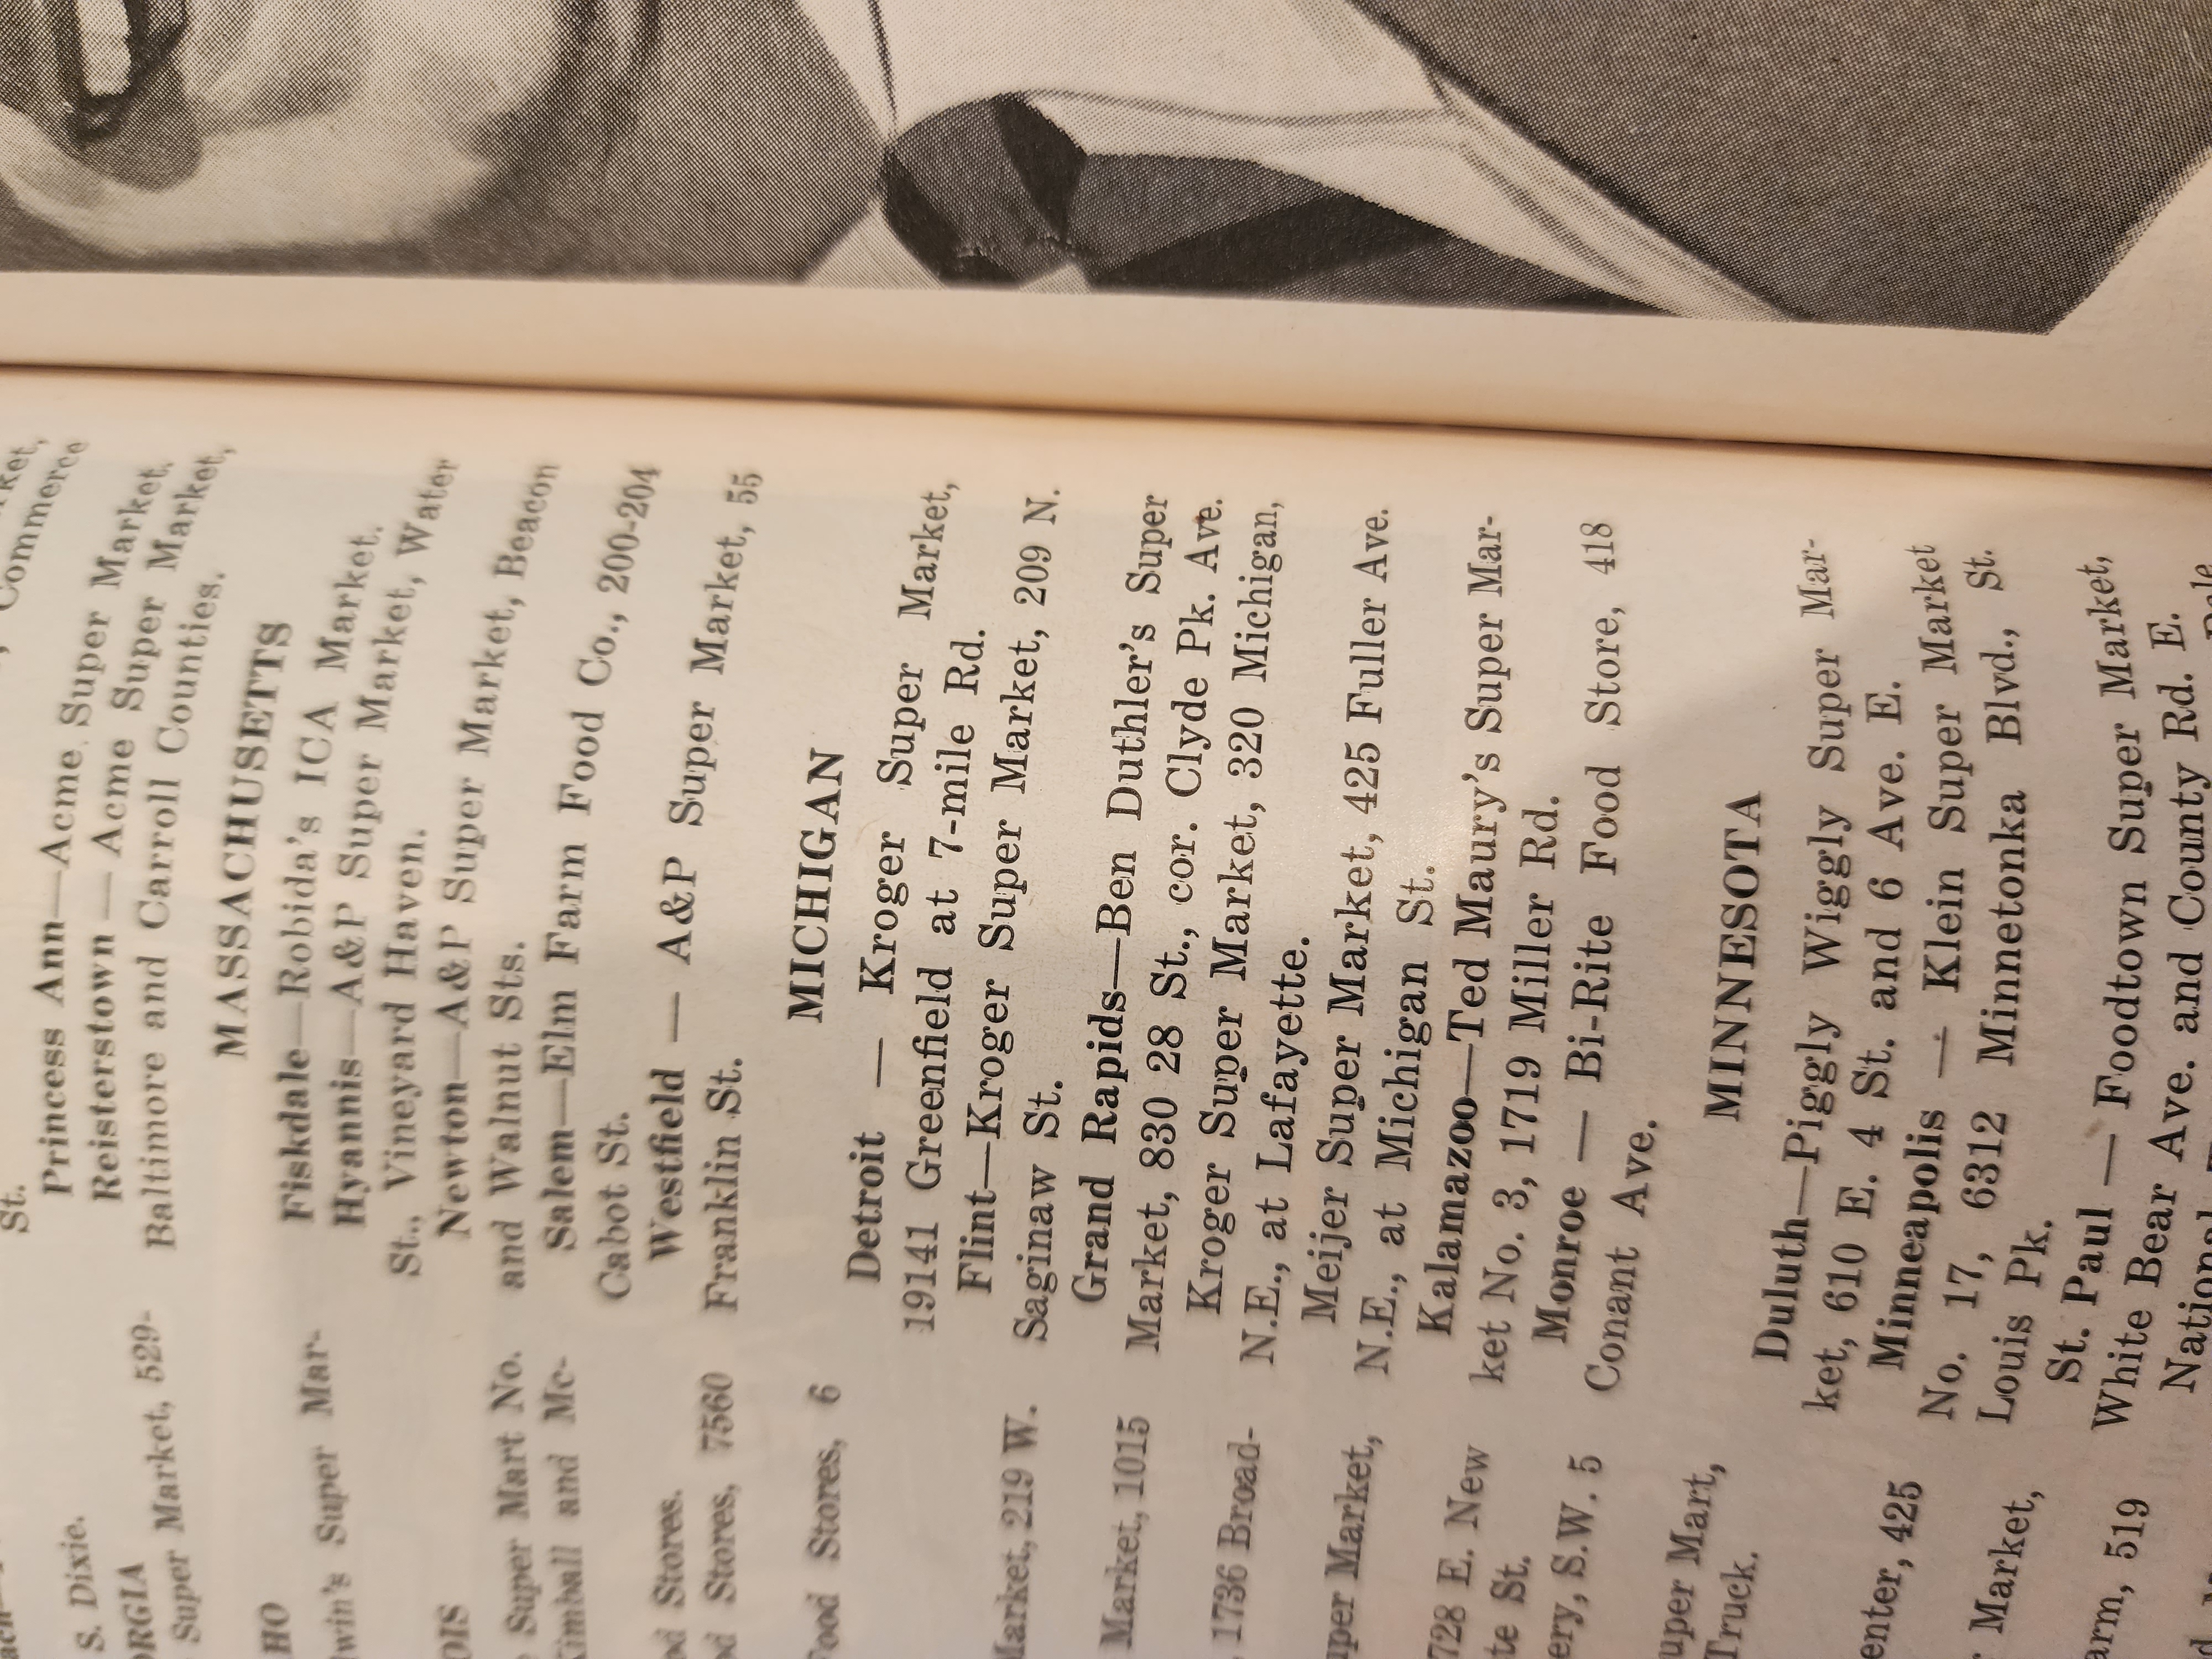 S. Dixie.
Super Market, 529-
Super Mar-
Super Mart No.
Kimball and Mc-
Stores.
Stores, 7560
Food Stores, 6
Market, 219 W.
Market, 1015
1736 Broad-
Market,
728 E. New
St.
S.W. 5
Mart,
Truck.
425
Market,
519
Commerce
St.
Princess Ann—Acme Super Market.
Reisterstown — Acme Super Market,
Baltimore and Carroll Counties.
MASSACHUSETTS
Fiskdale—Robida's ICA Market.
Hyannis—A&P Super Market, Water
St., Vineyard Haven.
Newton—A&P Super Market, Beacon
and Walnut Sts.
Salem—Elm Farm Food Co., 200-204
Cabot St.
Westfield — A&P Super Market, 55
Franklin St.
MICHIGAN
Detroit — Kroger Super Market,
19141 Greenfield at 7-mile Rd.
Flint—Kroger Super Market, 209 N.
Saginaw St.
Grand Rapids—Ben Duthler's Super
Market, 830 28 St., cor. Clyde Pk. Ave.
Kroger Super Market, 320 Michigan,
N.E., at Lafayette.
Meijer Super Market, 425 Fuller Ave.
N.E., at Michigan St.
Kalamazoo—Ted Maury's Super Mar-
ket No. 3, 1719 Miller Rd.
Monroe — Bi-Rite Food Store, 418
Conant Ave.
MINNESOTA
Duluth—Piggly Wiggly Super Mar-
ket, 610 E. 4 St. and 6 Ave. E.
Minneapolis — Klein Super Market
No. 17, 6312 Minnetonka Blvd., St.
Louis Pk.
St. Paul — Foodtown Super Market,
White Bear Ave. and County Rd. E.
National